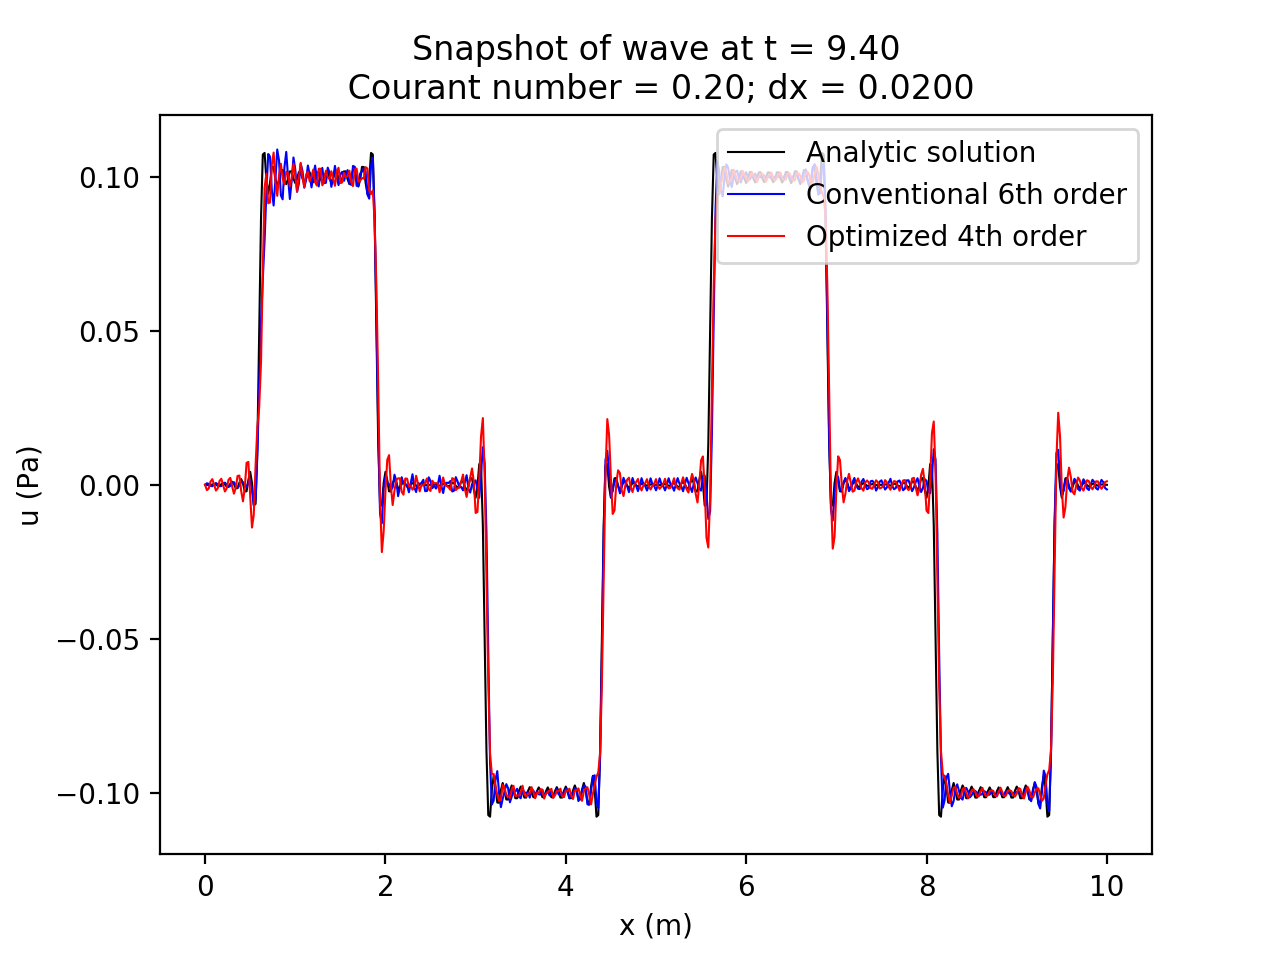 Snapshot of wave at t = 9.40
Courant number = 0.20; dx = 0.0200
Analytic solution
Conventional 6th order
Optimized 4th order
0.10
0.05
0.00
−0.05
−0.10
u (Pa)
0 2 4 6 8 10
x (m)